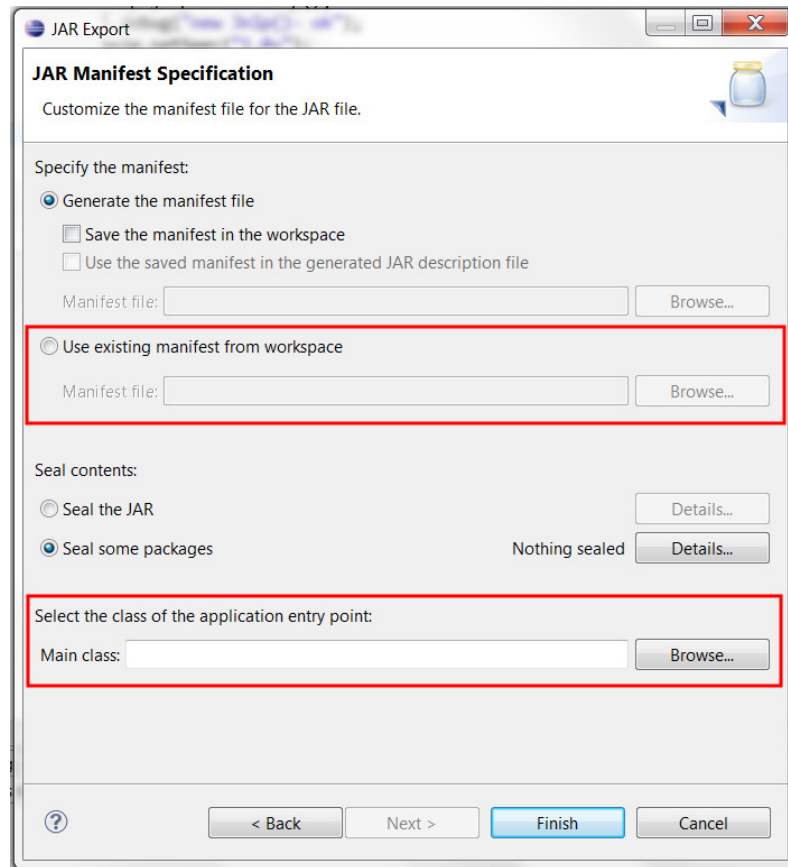 JAR Export
JAR Manifest Specification
Customize the manifest file for the JAR file.
Specify the manifest:
Generate the manifest file
Save the manifest in the workspace
Use the saved manifest in the generated JAR description file
Manifest file: Browse...
Use existing manifest from workspace
Manifest file: Browse...
Seal contents:
Seal the JAR Details...
Seal some packages Nothing sealed Details...
Select the class of the application entry point:
Main class: Browse...
? < Back Next > Finish Cancel